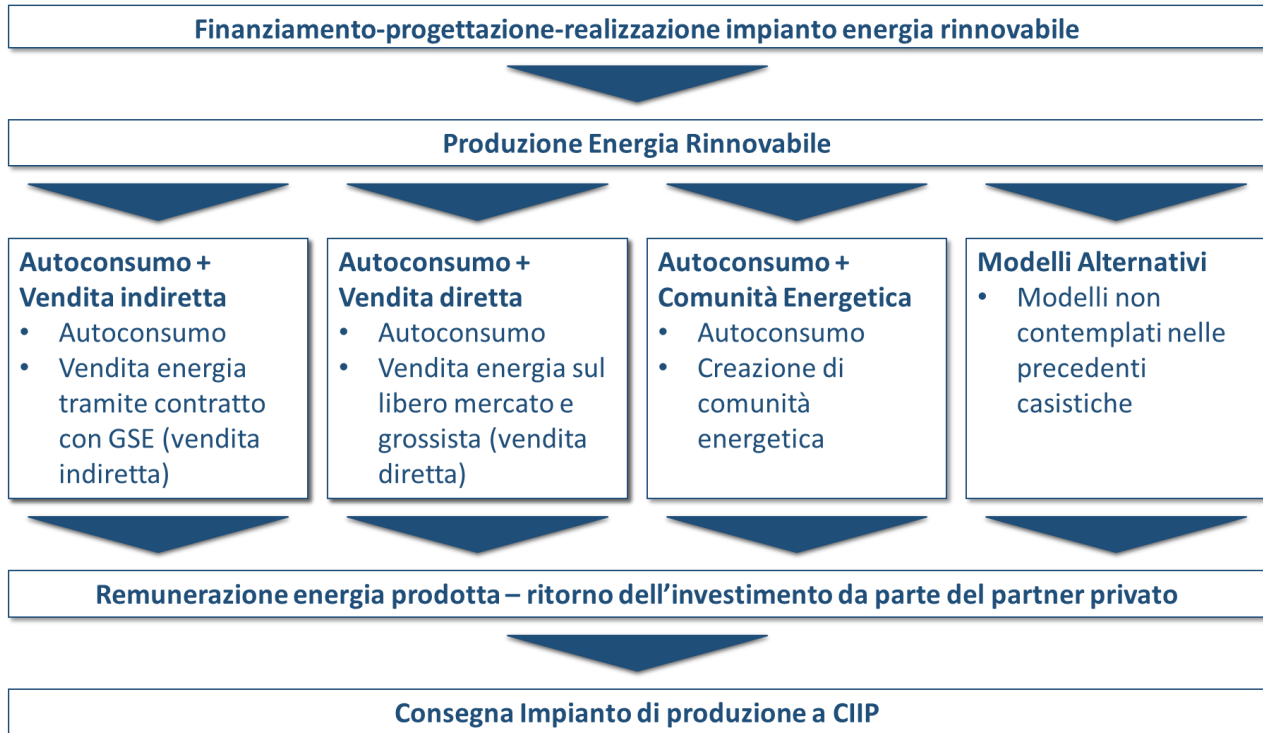 Finanziamento-progettazione-realizzazione impianto energia rinnovabile
Produzione Energia Rinnovabile
Autoconsumo +
Vendita indiretta
• Autoconsumo
• Vendita energia
tramite contratto
con GSE (vendita
indiretta)
Autoconsumo +
Vendita diretta
• Autoconsumo
• Vendita energia sul
libero mercato e
grossista (vendita
diretta)
Autoconsumo +
Comunità Energetica
• Autoconsumo
• Creazione di
comunità
energetica
Modelli Alternativi
• Modelli non
contemplati nelle
precedenti
casistiche
Remunerazione energia prodotta – ritorno dell’investimento da parte del partner privato
Consegna Impianto di produzione a CIIP